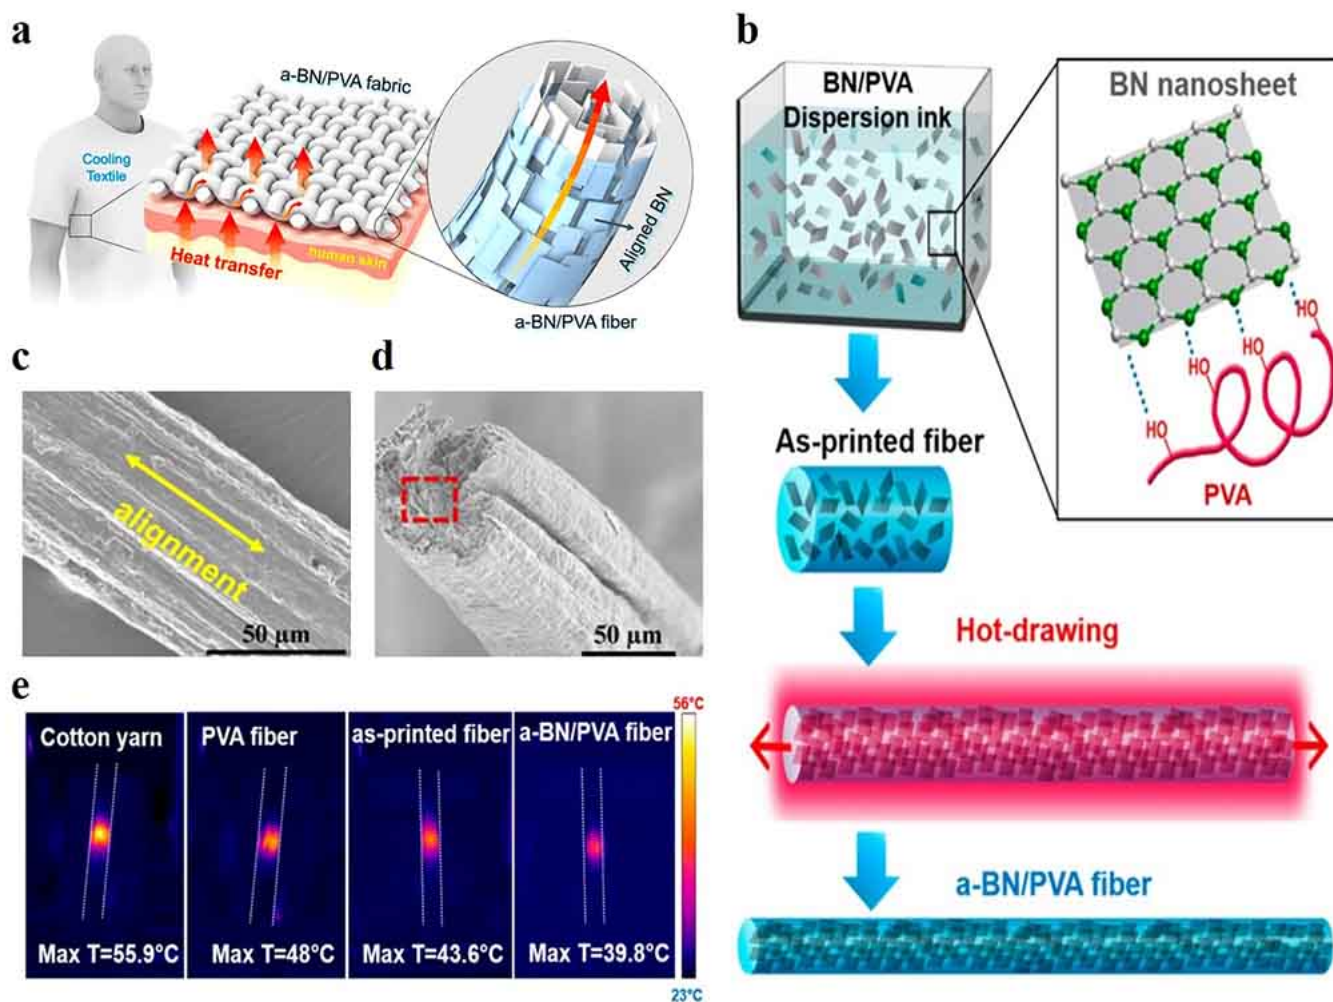 a
a-BN/PVA fabric
Cooling
Textile
Heat transfer
human skin
Aligned BN
a-BN/PVA fiber
b
BN/PVA
Dispersion ink
BN nanosheet
HO
HO
HO
HO
PVA
As-printed fiber
Hot-drawing
a-BN/PVA fiber
c
alignment
50 µm
d
50 µm
e
Cotton yarn
Max T=55.9°C
PVA fiber
Max T=48°C
as-printed fiber
Max T=43.6°C
a-BN/PVA fiber
Max T=39.8°C
56°C
23°C